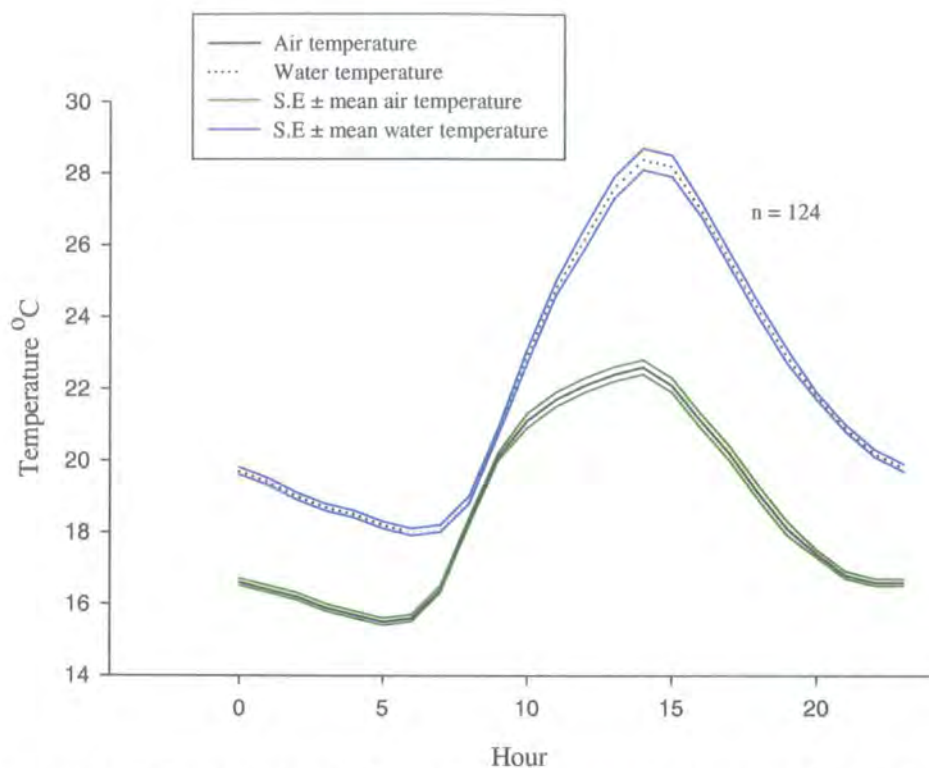 Air temperature
Water temperature
S.E ± mean air temperature
S.E ± mean water temperature
30
28
26
24
22
20
18
16
14
n = 124
Temperature °C
0 5 10 15 20
Hour